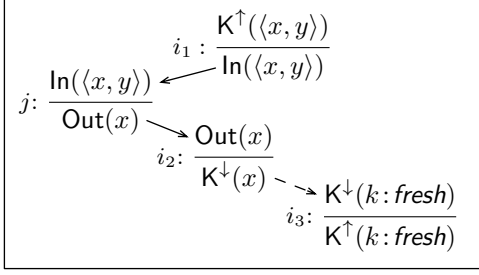 i₁ : K↑(⟨x, y⟩)
In(⟨x, y⟩)
j: In(⟨x, y⟩)
Out(x)
i₂: Out(x)
K↓(x)
i₃: K↓(k : fresh)
K↑(k : fresh)